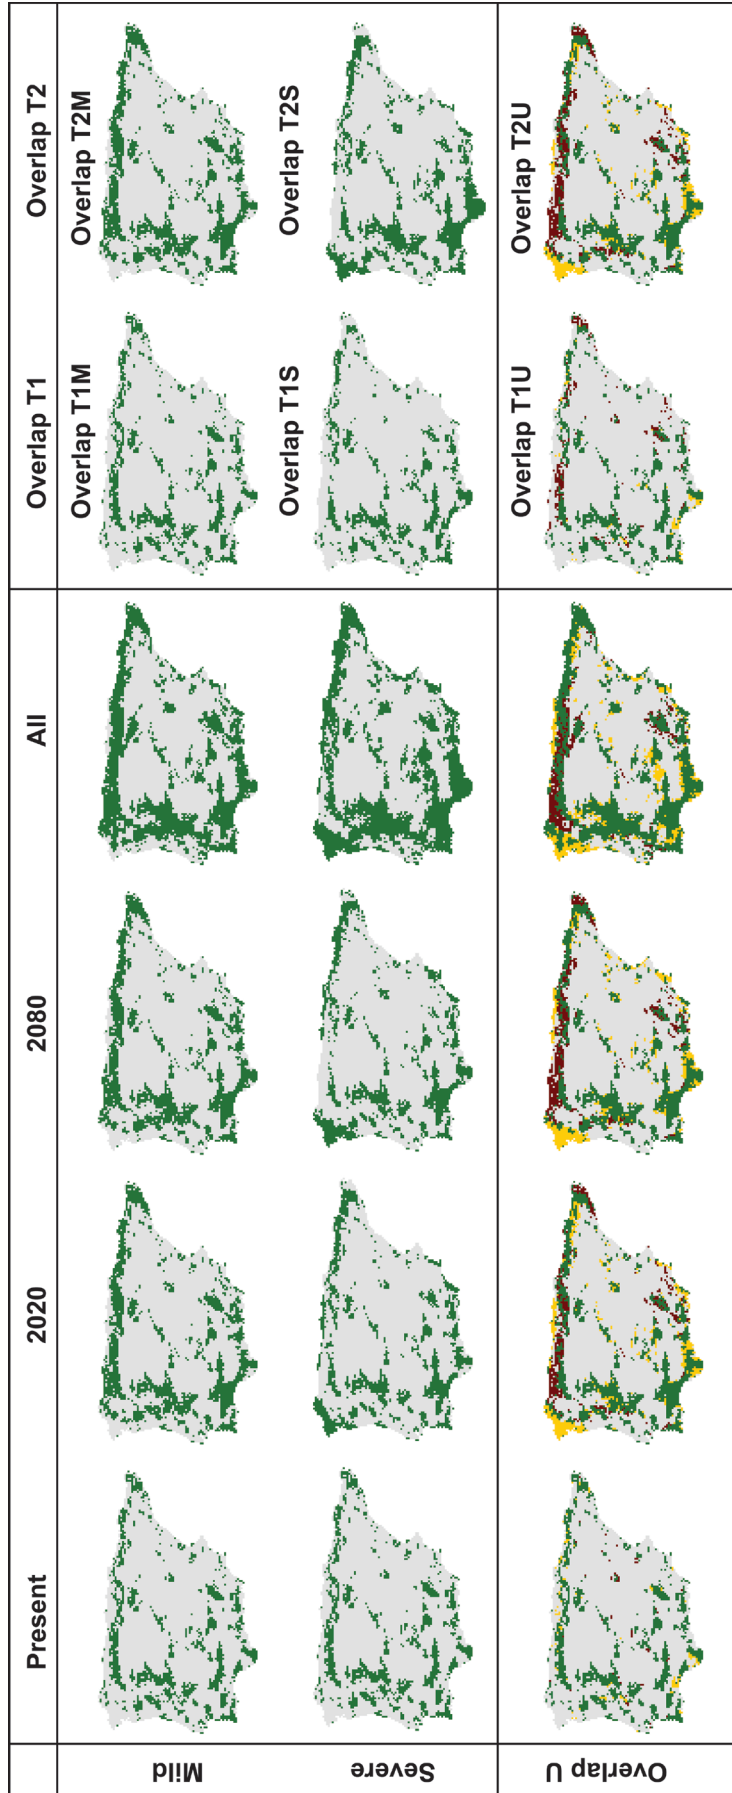 Present
2020
2080
All
Overlap T1
Overlap T2
Mild
Overlap T1M
Overlap T2M
Severe
Overlap T1S
Overlap T2S
Overlap U
Overlap T1U
Overlap T2U